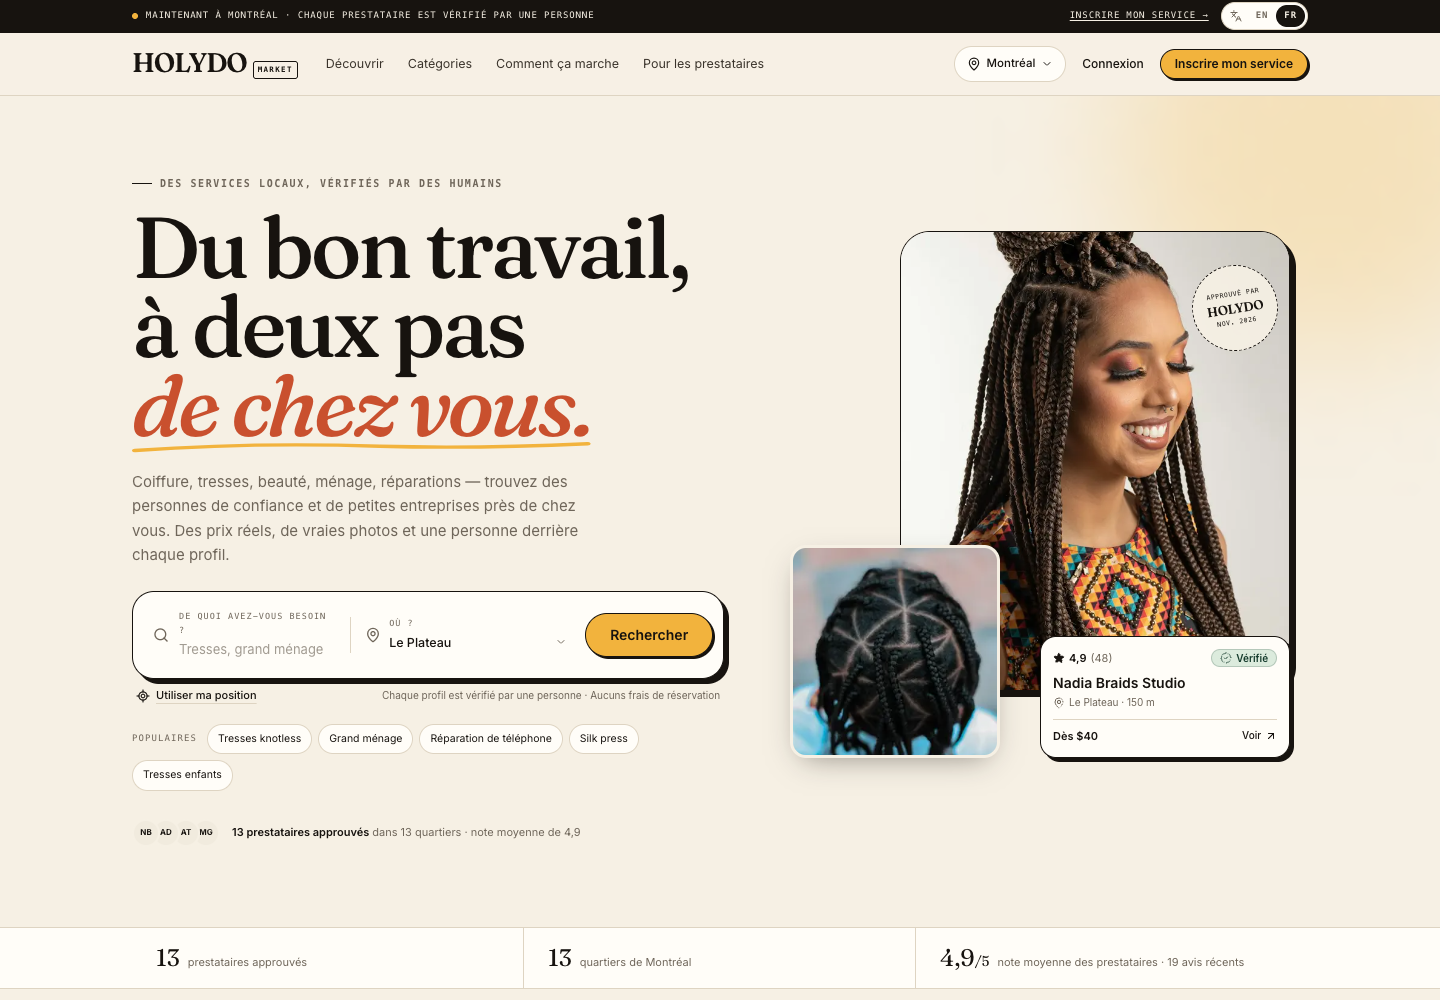 MAINTENANT À MONTRÉAL · CHAQUE PRESTATAIRE EST VÉRIFIÉ PAR UNE PERSONNE
INSCRIRE MON SERVICE →
EN
FR
HOLYDO MARKET
Découvrir
Catégories
Comment ça marche
Pour les prestataires
Montréal
Connexion
Inscrire mon service
DES SERVICES LOCAUX, VÉRIFIÉS PAR DES HUMAINS
Du bon travail,
à deux pas
de chez vous.
Coiffure, tresses, beauté, ménage, réparations — trouvez des
personnes de confiance et de petites entreprises près de chez
vous. Des prix réels, de vraies photos et une personne derrière
chaque profil.
DE QUOI AVEZ-VOUS BESOIN
?
Tresses, grand ménage
OÙ ?
Le Plateau
Rechercher
Utiliser ma position
Chaque profil est vérifié par une personne · Aucuns frais de réservation
POPULAIRES
Tresses knotless
Grand ménage
Réparation de téléphone
Silk press
Tresses enfants
NB
AD
AT
MG
13 prestataires approuvés dans 13 quartiers · note moyenne de 4,9
APPROUVÉ PAR
HOLYDO
NOV. 2026
4,9 (48)
Vérifié
Nadia Braids Studio
Le Plateau · 150 m
Dès $40
Voir
13 prestataires approuvés
13 quartiers de Montréal
4,9/5 note moyenne des prestataires · 19 avis récents